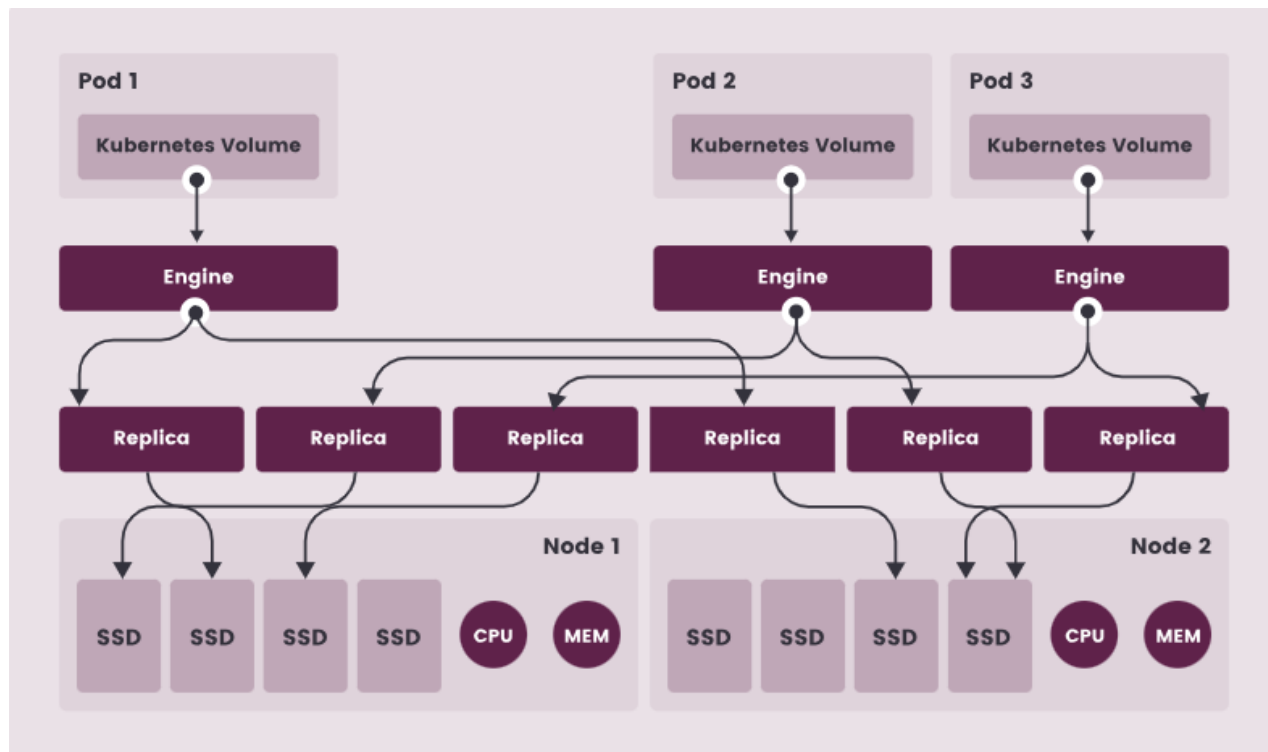 Pod 1
Pod 2
Pod 3
Kubernetes Volume
Kubernetes Volume
Kubernetes Volume
Engine
Engine
Engine
Replica
Replica
Replica
Replica
Replica
Replica
Node 1
Node 2
SSD
SSD
SSD
SSD
CPU
MEM
SSD
SSD
SSD
SSD
CPU
MEM